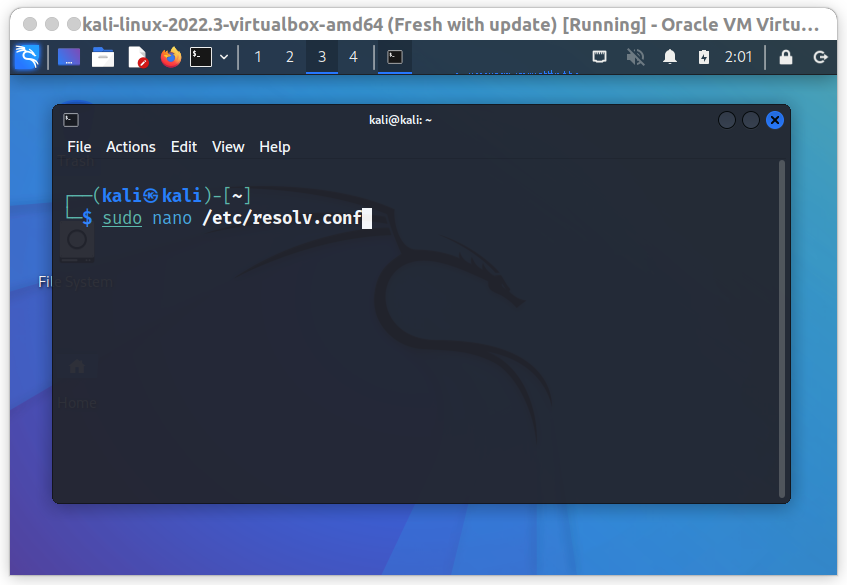 kali-linux-2022.3-virtualbox-amd64 (Fresh with update) [Running] - Oracle VM Virtu...
1 2 3 4 2:01
kali@kali: ~
File Actions Edit View Help
┌──(kali㉿kali)-[~]
└─$ sudo nano /etc/resolv.conf
File System
Home